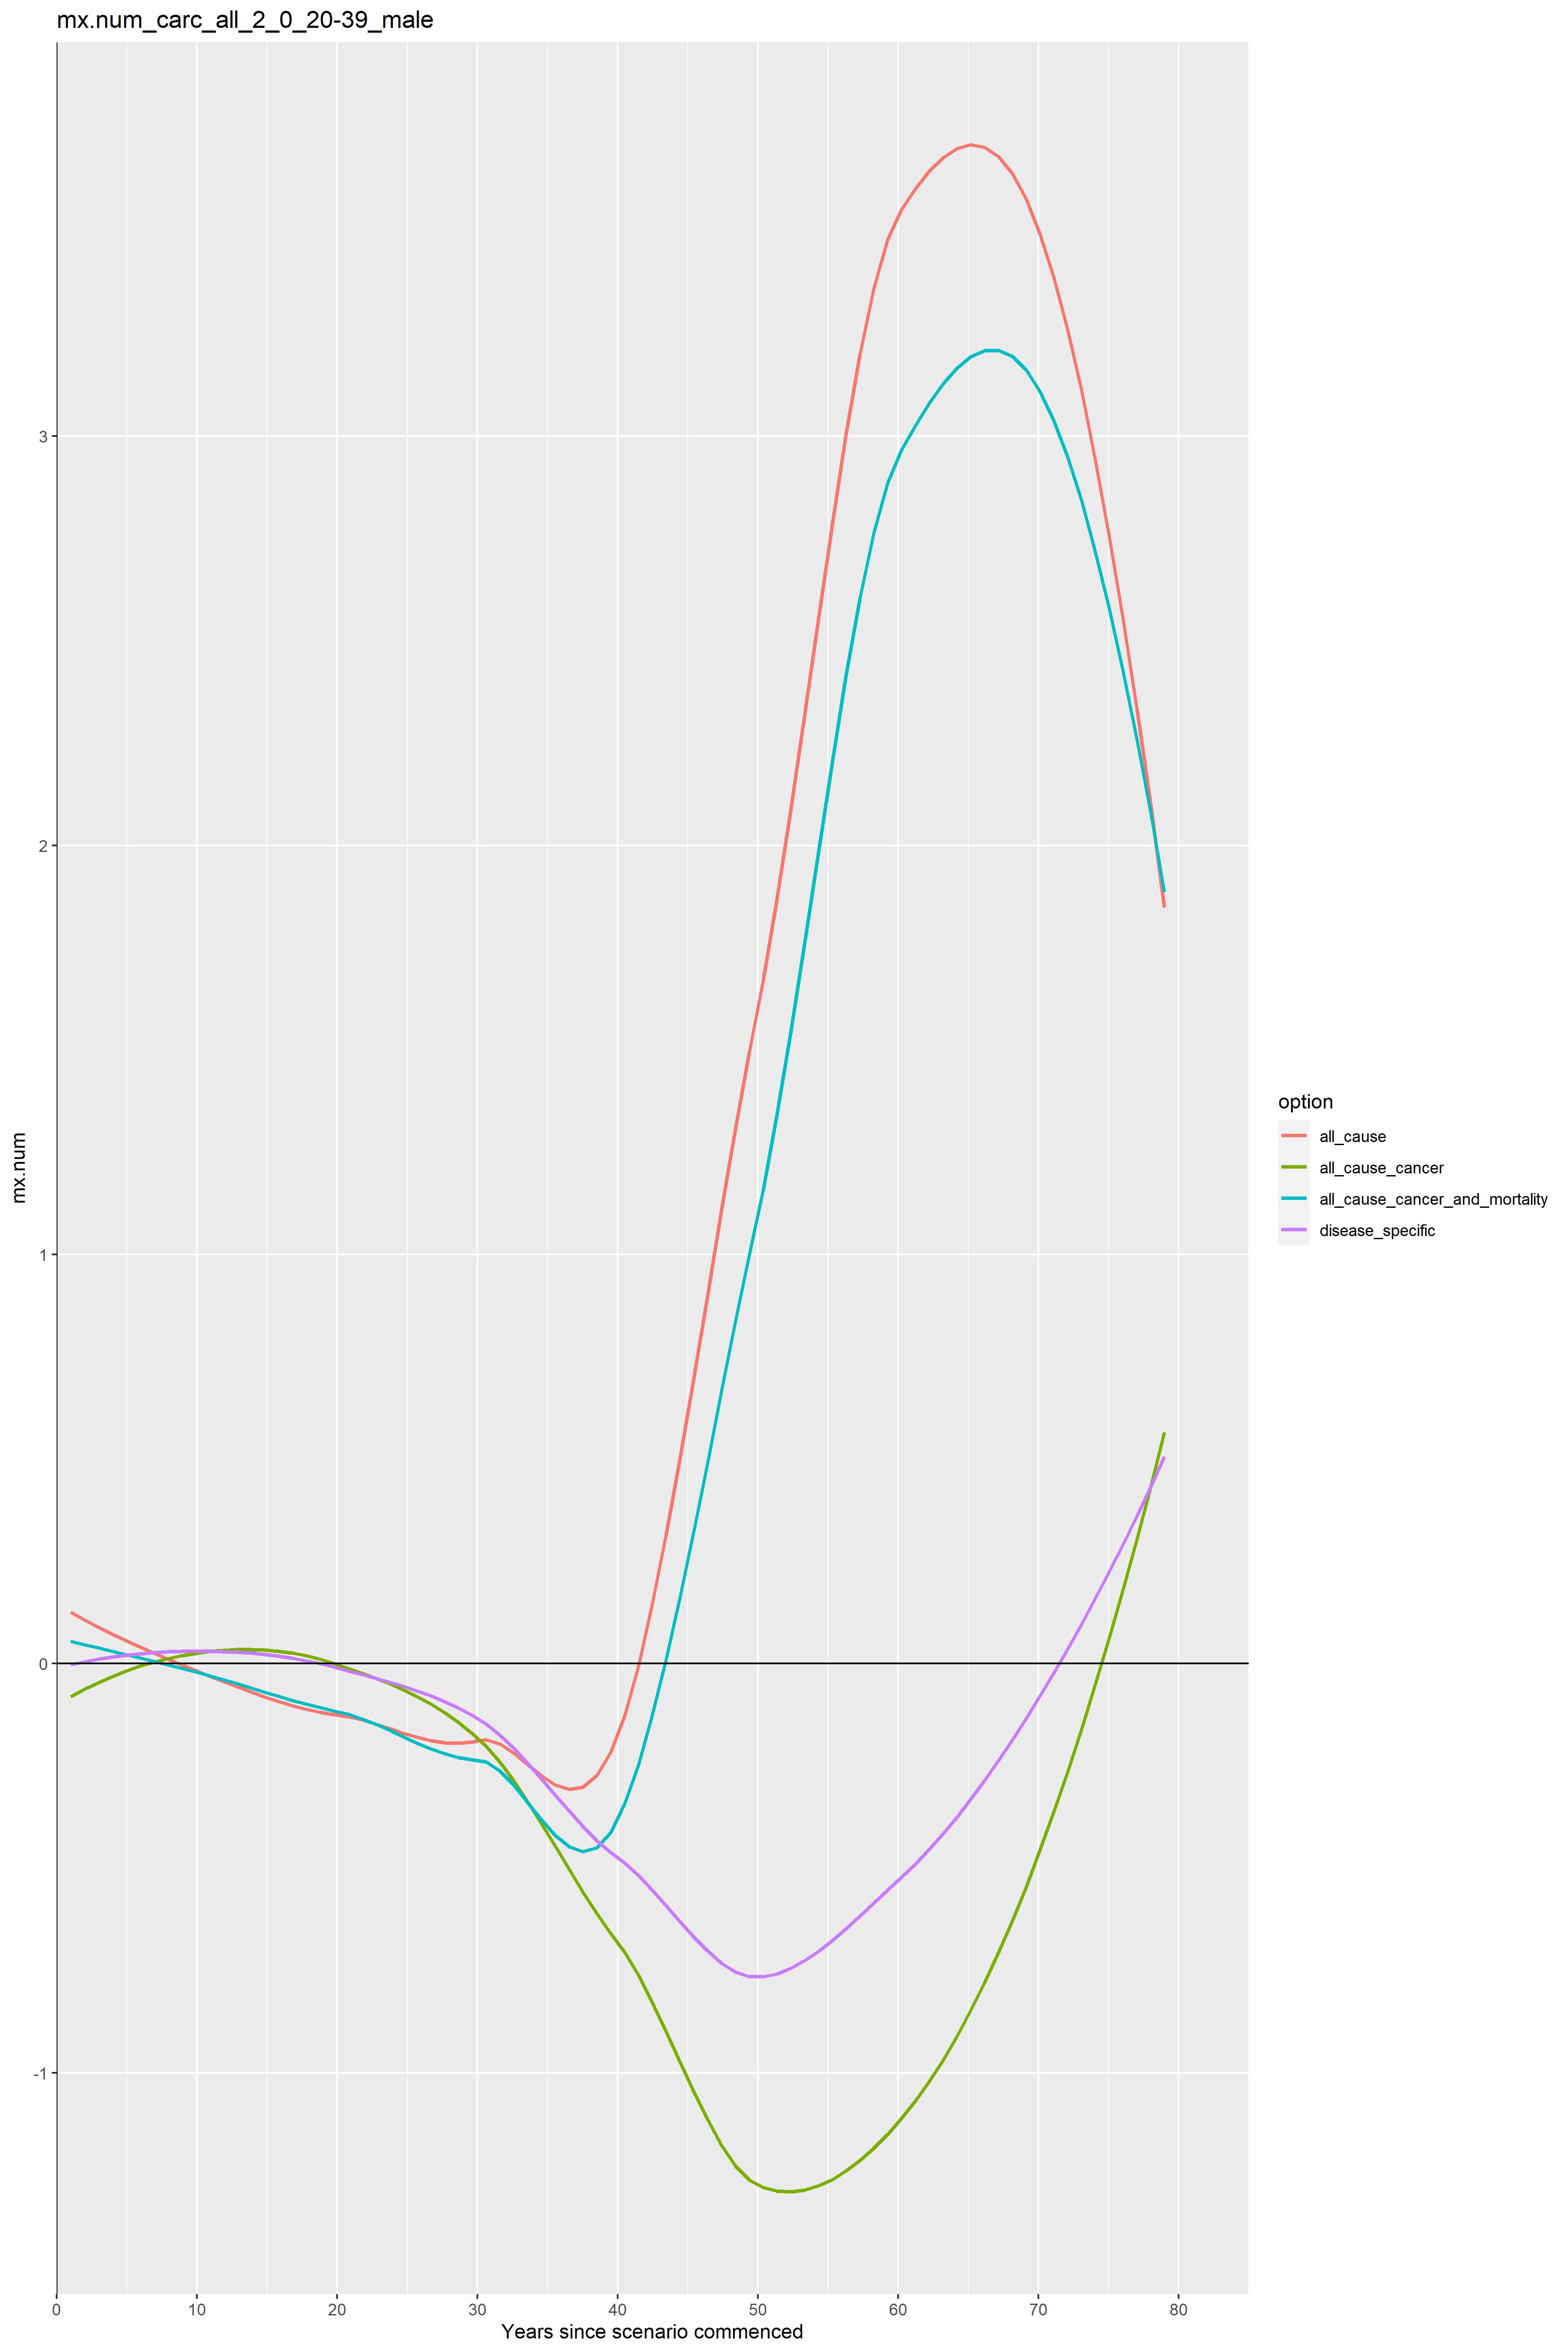 mx.num_carc_all_2_0_20-39_male
mx.num
3
2
1
0
-1
0 10 20 30 40 50 60 70 80
Years since scenario commenced
option
all_cause
all_cause_cancer
all_cause_cancer_and_mortality
disease_specific